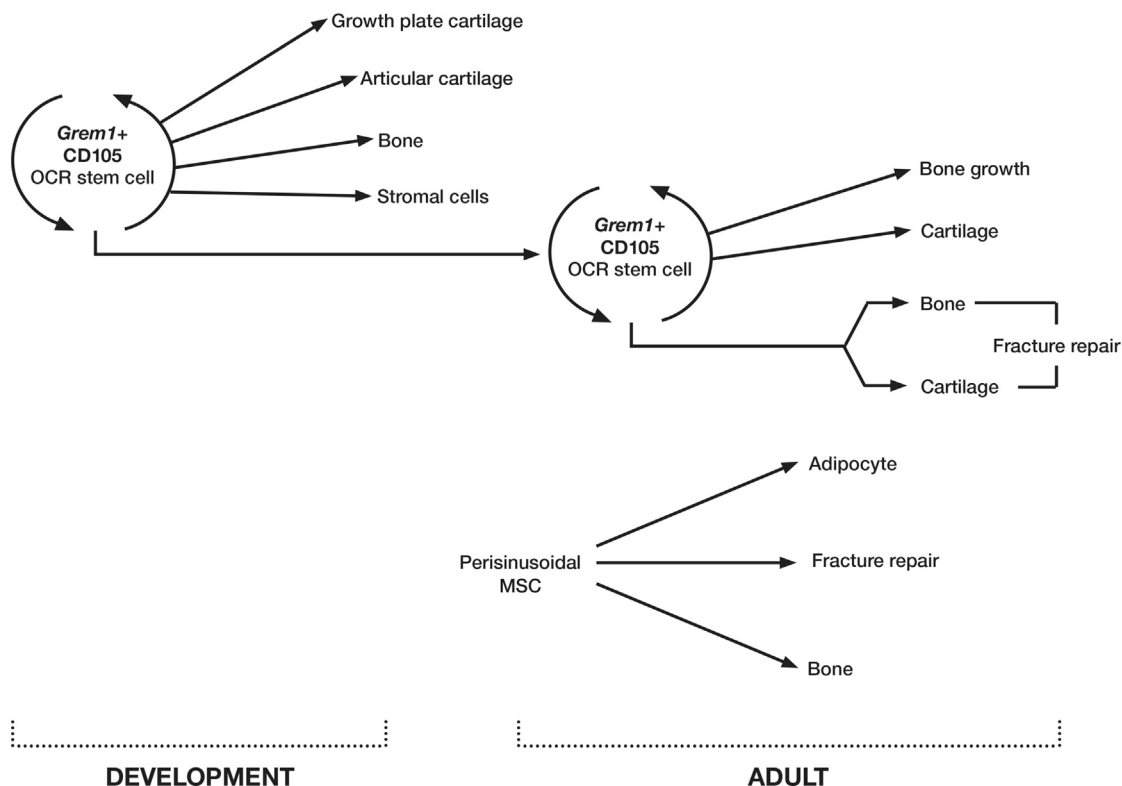 Growth plate cartilage
Articular cartilage
Grem1+
CD105
OCR stem cell
Bone
Stromal cells
Grem1+
CD105
OCR stem cell
Bone growth
Cartilage
Bone
Fracture repair
Cartilage
Perisinusoidal
MSC
Adipocyte
Fracture repair
Bone
DEVELOPMENT
ADULT